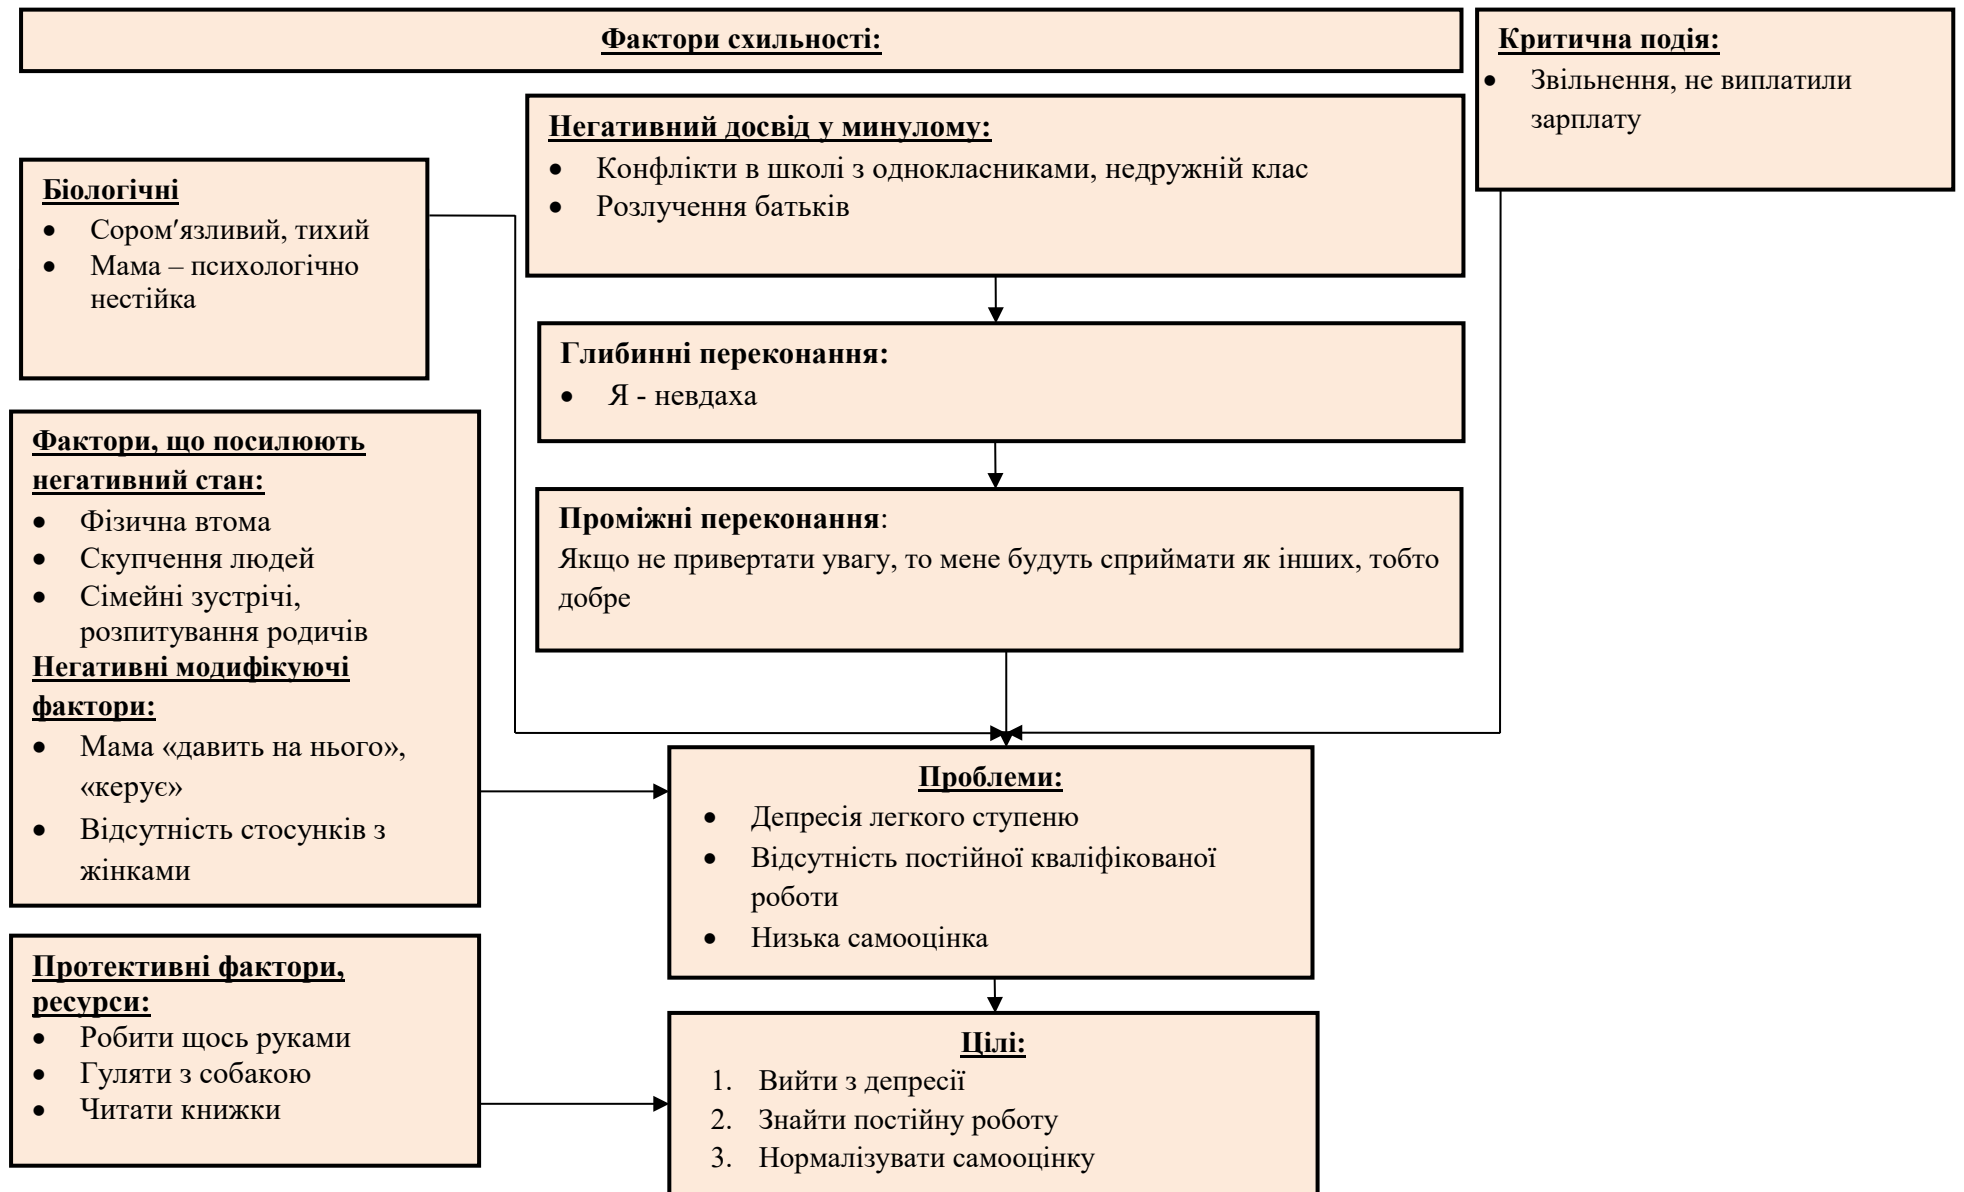 Фактори схильності:
Критична подія:
• Звільнення, не виплатили
зарплату
Негативний досвід у минулому:
• Конфлікти в школі з однокласниками, недружній клас
• Розлучення батьків
Біологічні
• Сором′язливий, тихий
• Мама – психологічно
нестійка
Глибинні переконання:
• Я - невдаха
Проміжні переконання:
Якщо не привертати увагу, то мене будуть сприймати як інших, тобто
добре
Фактори, що посилюють
негативний стан:
• Фізична втома
• Скупчення людей
• Сімейні зустрічі,
розпитування родичів
Негативні модифікуючі
фактори:
• Мама «давить на нього»,
«керує»
• Відсутність стосунків з
жінками
Проблеми:
• Депресія легкого ступеню
• Відсутність постійної кваліфікованої
роботи
• Низька самооцінка
Протективні фактори,
ресурси:
• Робити щось руками
• Гуляти з собакою
• Читати книжки
Цілі:
1. Вийти з депресії
2. Знайти постійну роботу
3. Нормалізувати самооцінку